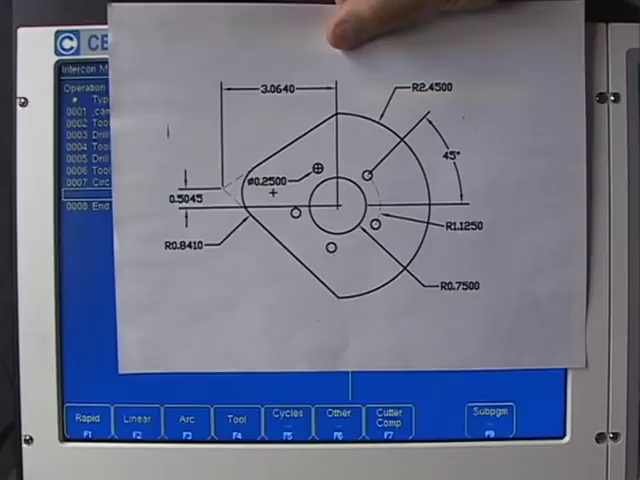 CE
Intercon M
Operation
# Typ
0001 ,can
0002 Tool
0003 Drill
0004 Tool
0005 Drill
0006 Tool
0007 Circ
0008 End
3.0640
R2.4500
45°
ø0.2500
0.5045
R0.8410
R1.1250
R0.7500
Rapid
F1
Linear
F2
Arc
F3
Tool
F4
Cycles
...
F5
Other
...
F6
Cutter
Comp
F7
Subpgm
...
F9